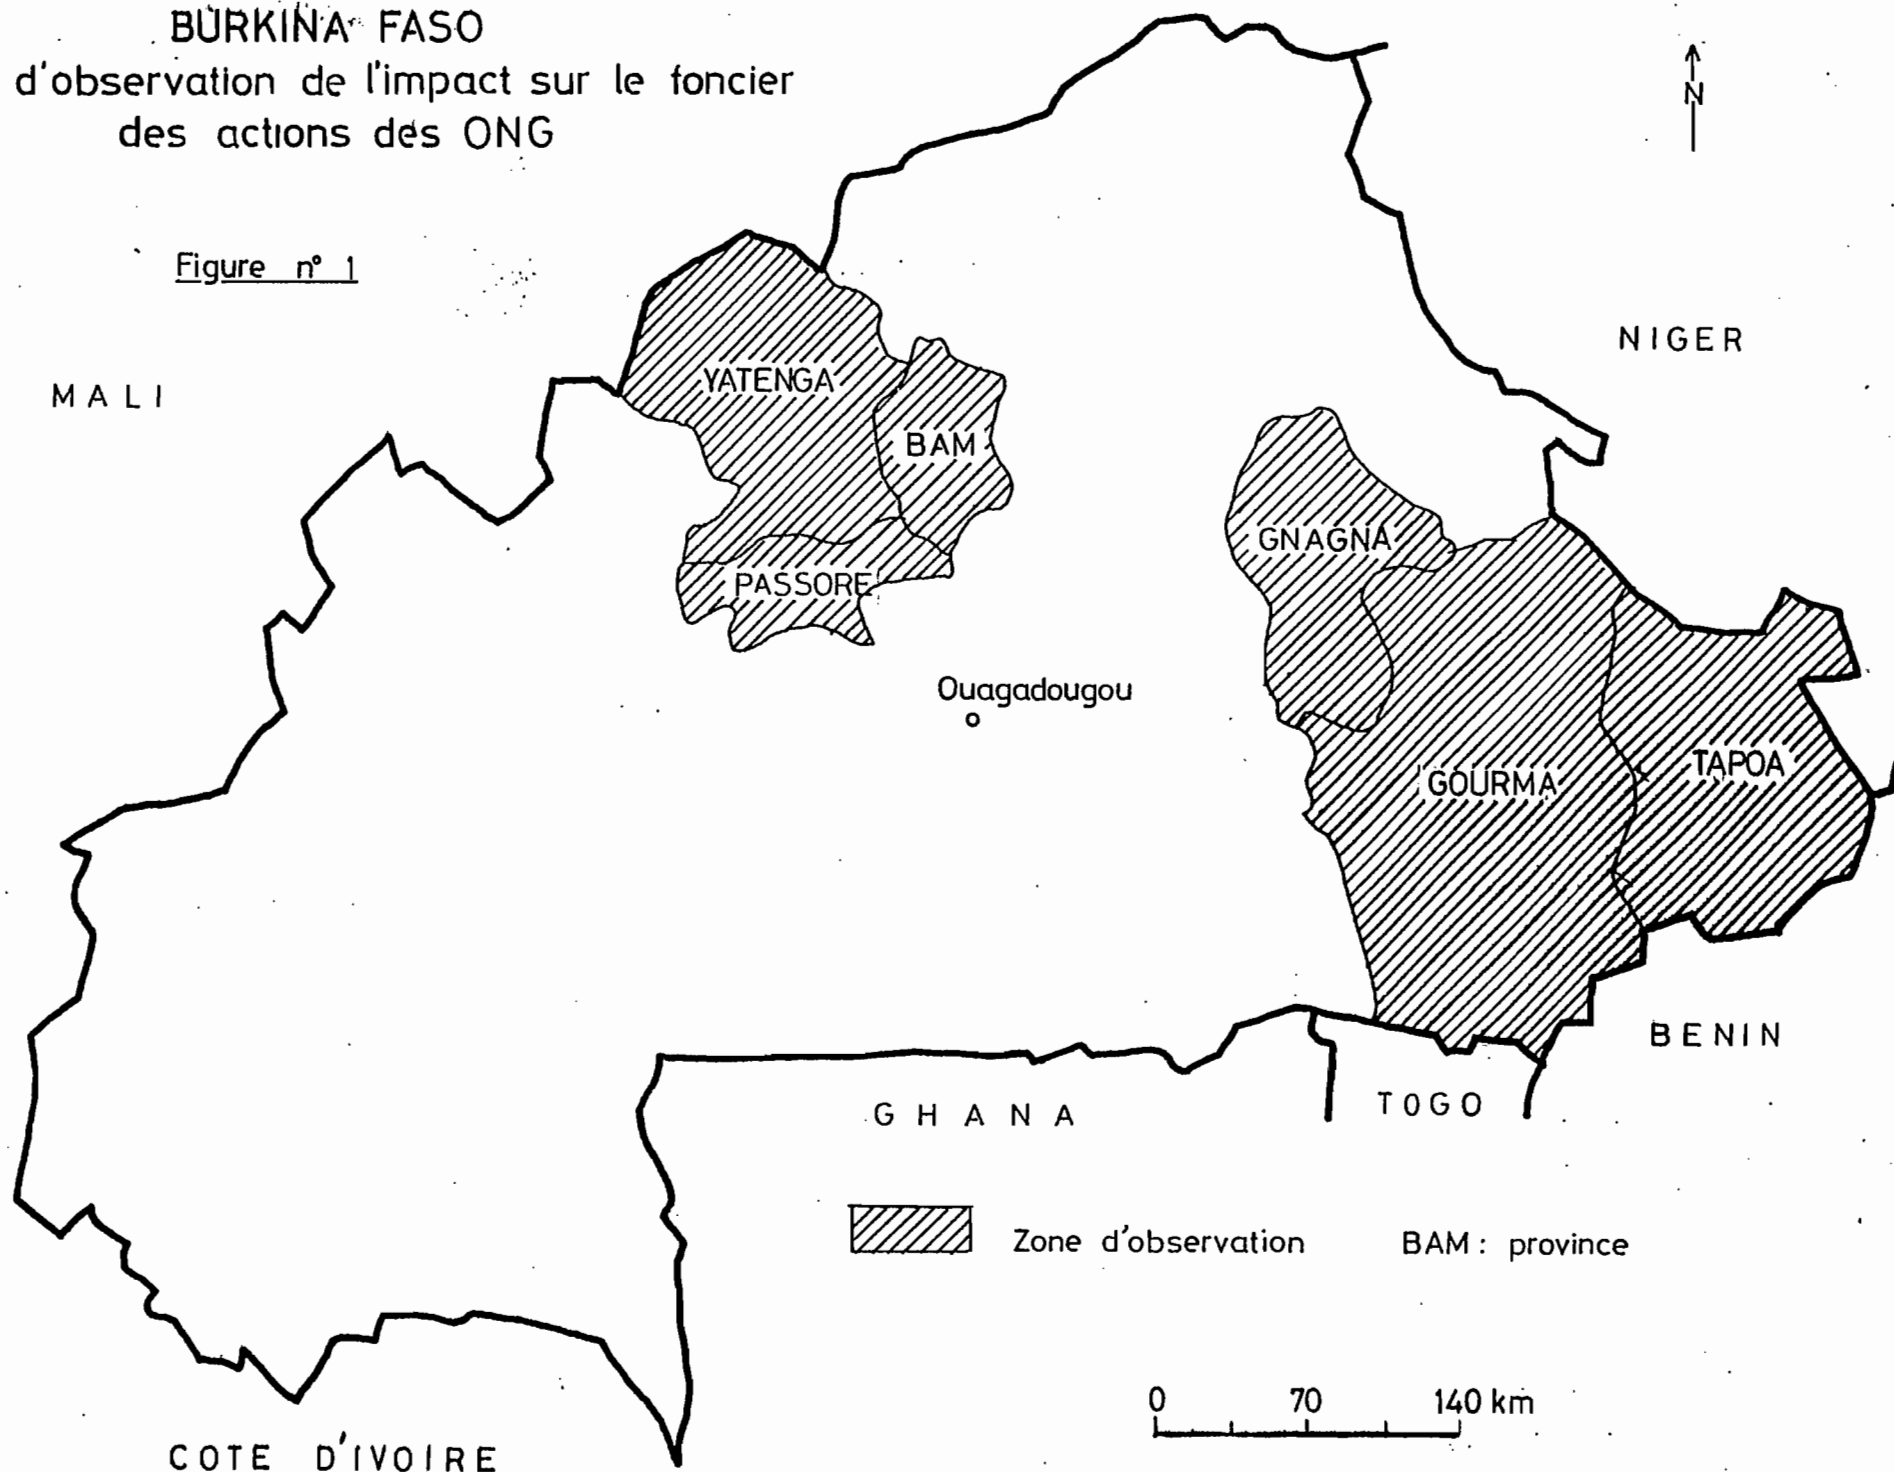 BURKINA FASO
d'observation de l'impact sur le foncier
des actions des ONG
N
Figure n° 1
NIGER
MALI
YATENGA
BAM
GNAGNA
PASSORE
Ouagadougou
GOURMA
TAPOA
BENIN
GHANA
TOGO
Zone d'observation
BAM : province
0 70 140 km
COTE D'IVOIRE